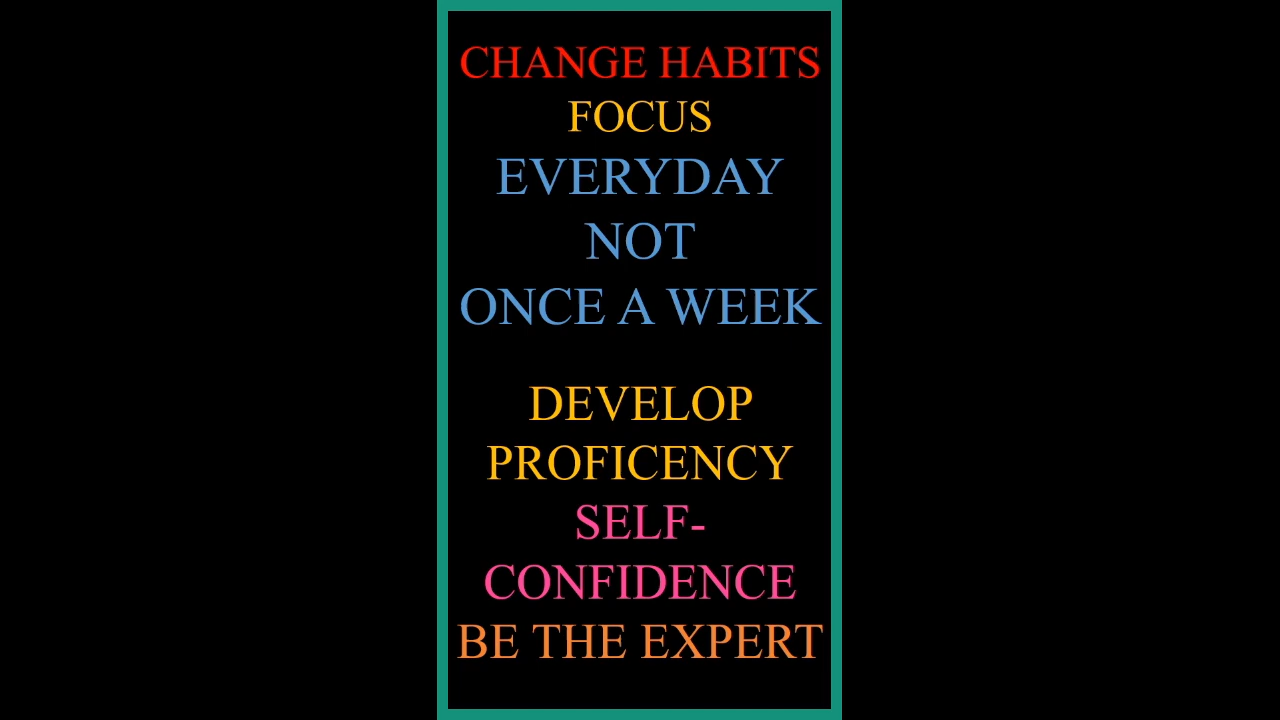 CHANGE HABITS
FOCUS
EVERYDAY
NOT
ONCE A WEEK
DEVELOP
PROFICENCY
SELF-
CONFIDENCE
BE THE EXPERT